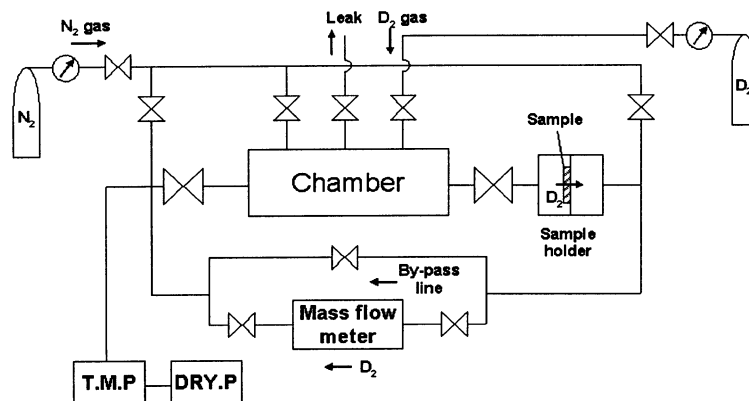 N₂ gas
Leak
D₂ gas
N₂
D₂
Sample
Chamber
D₂
Sample
holder
By-pass
line
Mass flow
meter
D₂
T.M.P
DRY.P